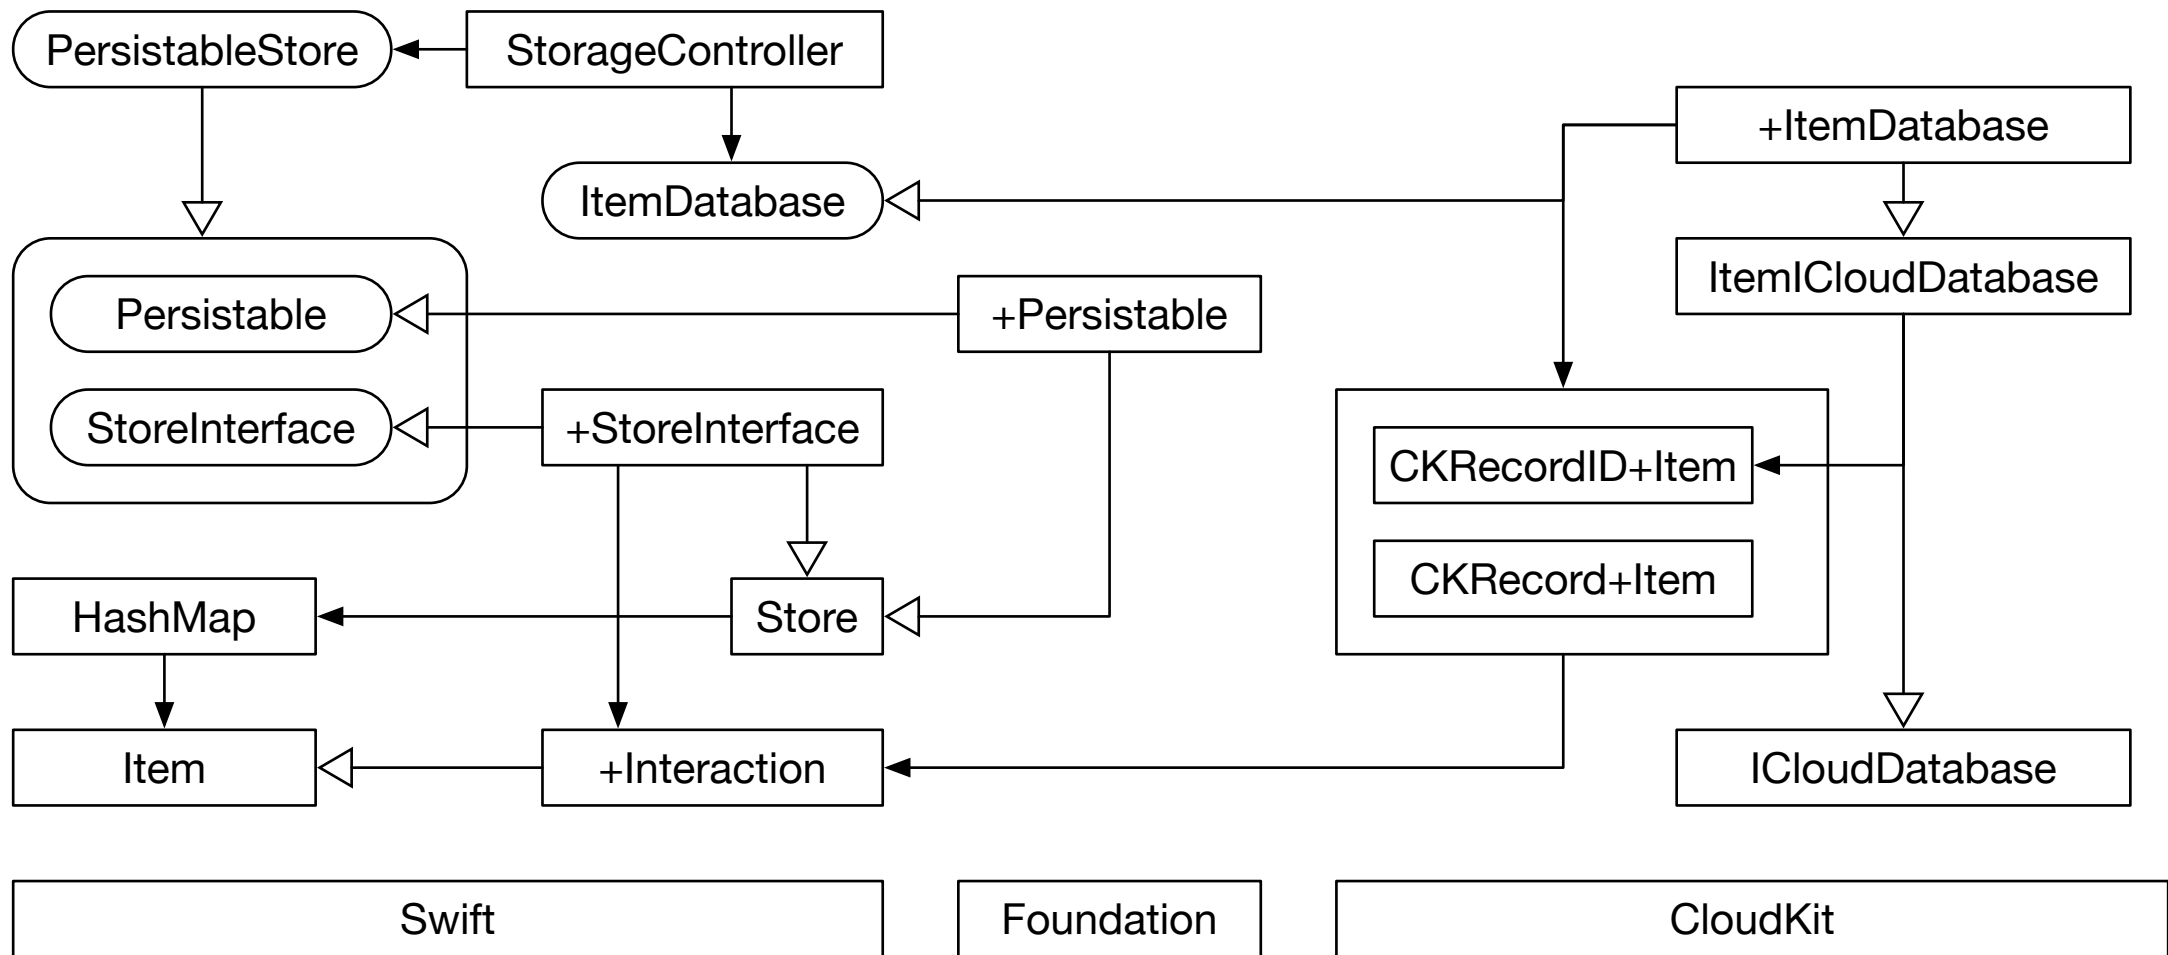 PersistableStore
StorageController
+ItemDatabase
ItemDatabase
ItemICloudDatabase
Persistable
+Persistable
StoreInterface
+StoreInterface
CKRecordID+Item
CKRecord+Item
HashMap
Store
Item
+Interaction
ICloudDatabase
Swift
Foundation
CloudKit